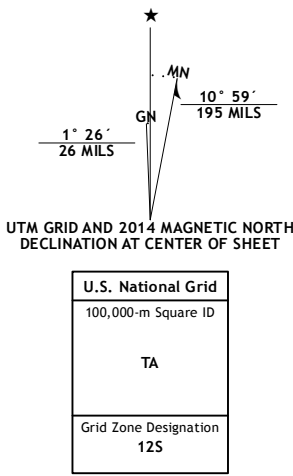 ★
MN
GN
10° 59´
195 MILS
1° 26´
26 MILS
UTM GRID AND 2014 MAGNETIC NORTH
DECLINATION AT CENTER OF SHEET
U.S. National Grid
100,000-m Square ID
TA
Grid Zone Designation
12S